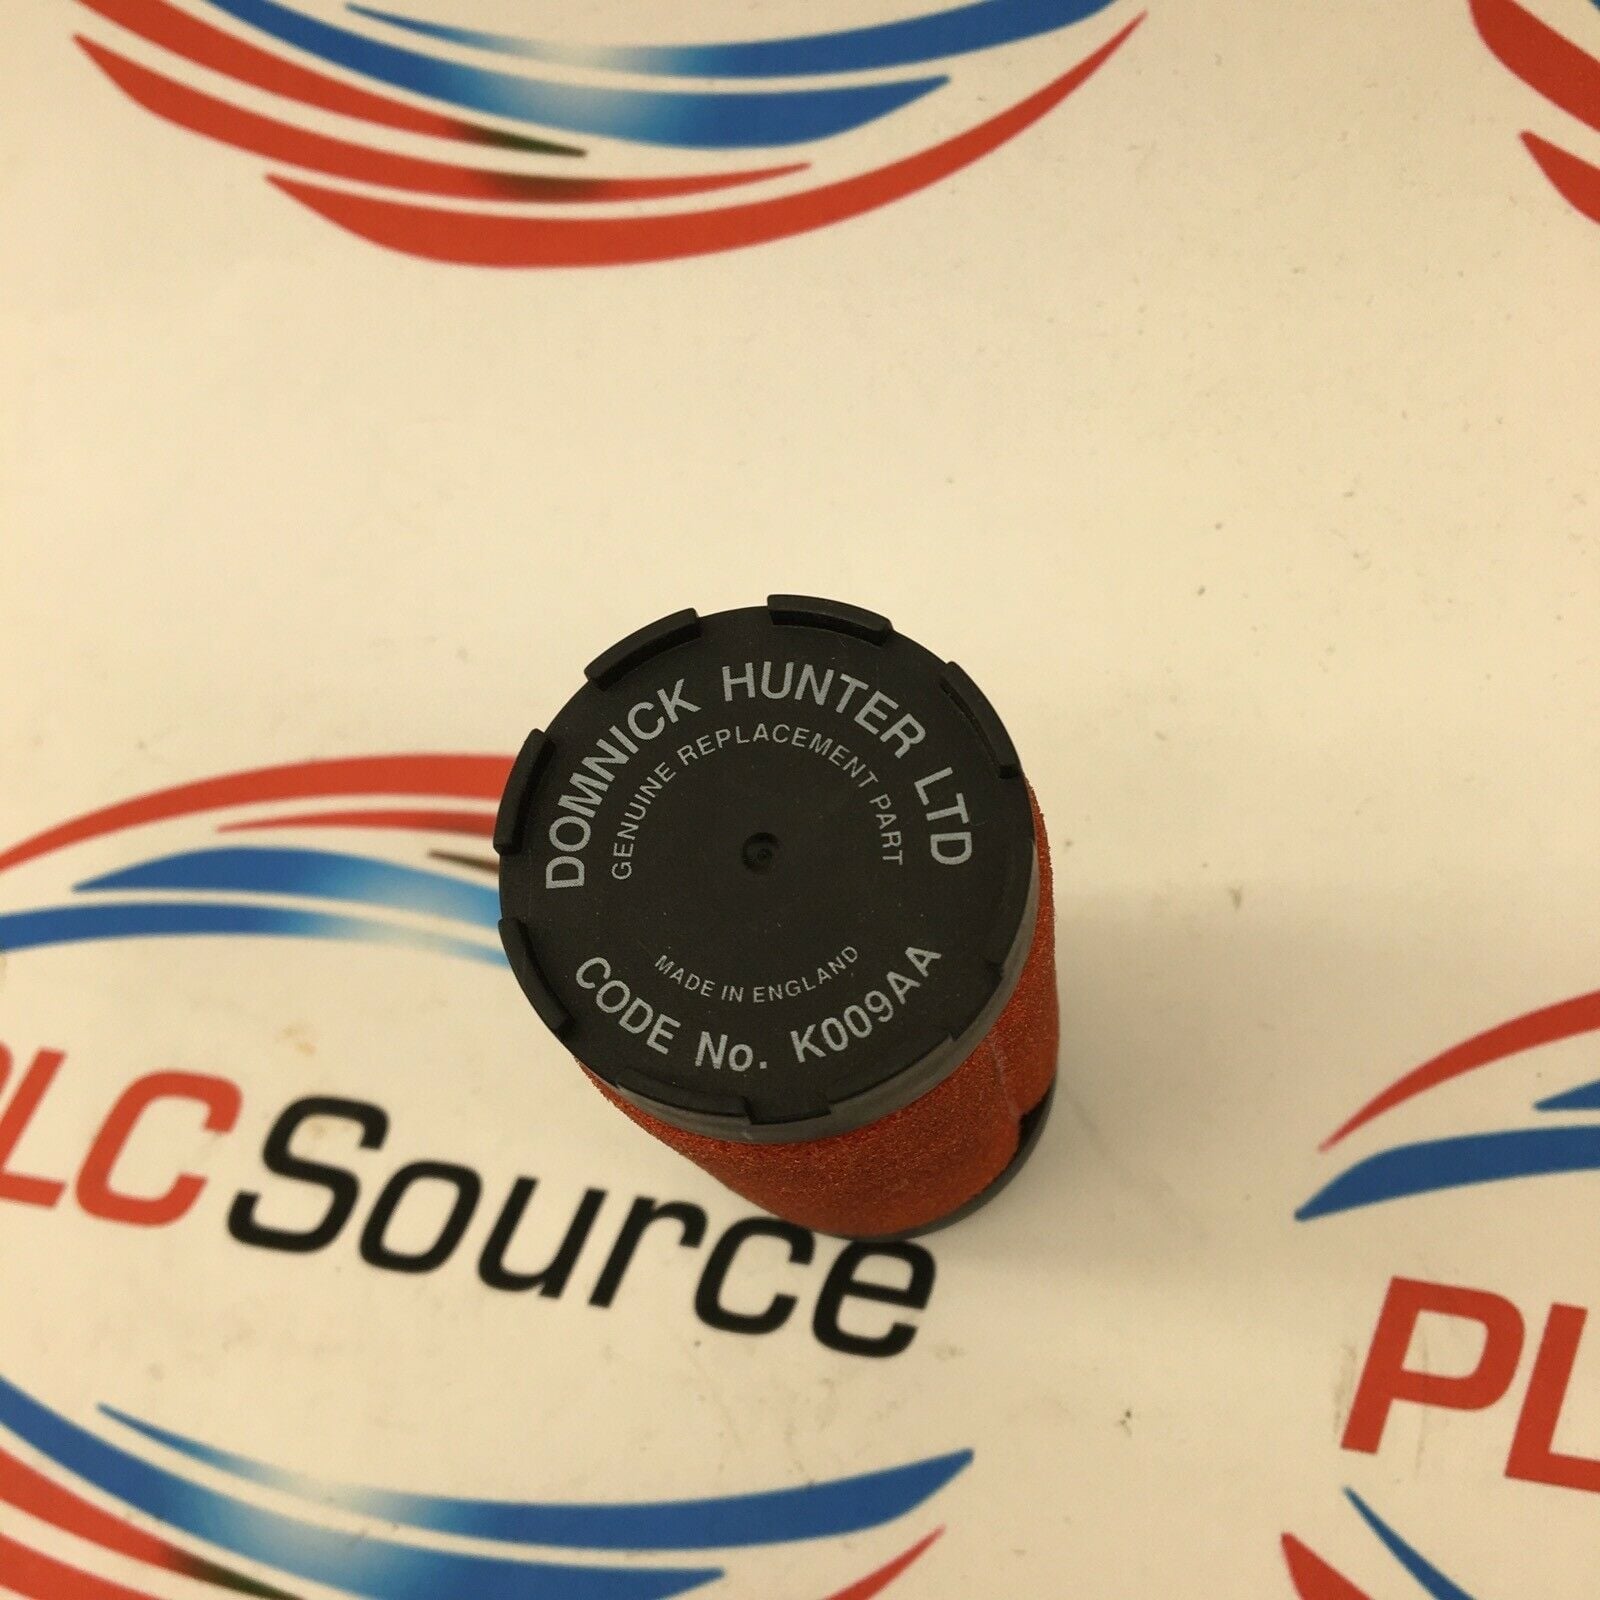 DOMNICK HUNTER LTD
GENUINE REPLACEMENT PART
MADE IN ENGLAND
CODE No. K009AA
PLCSource
PL